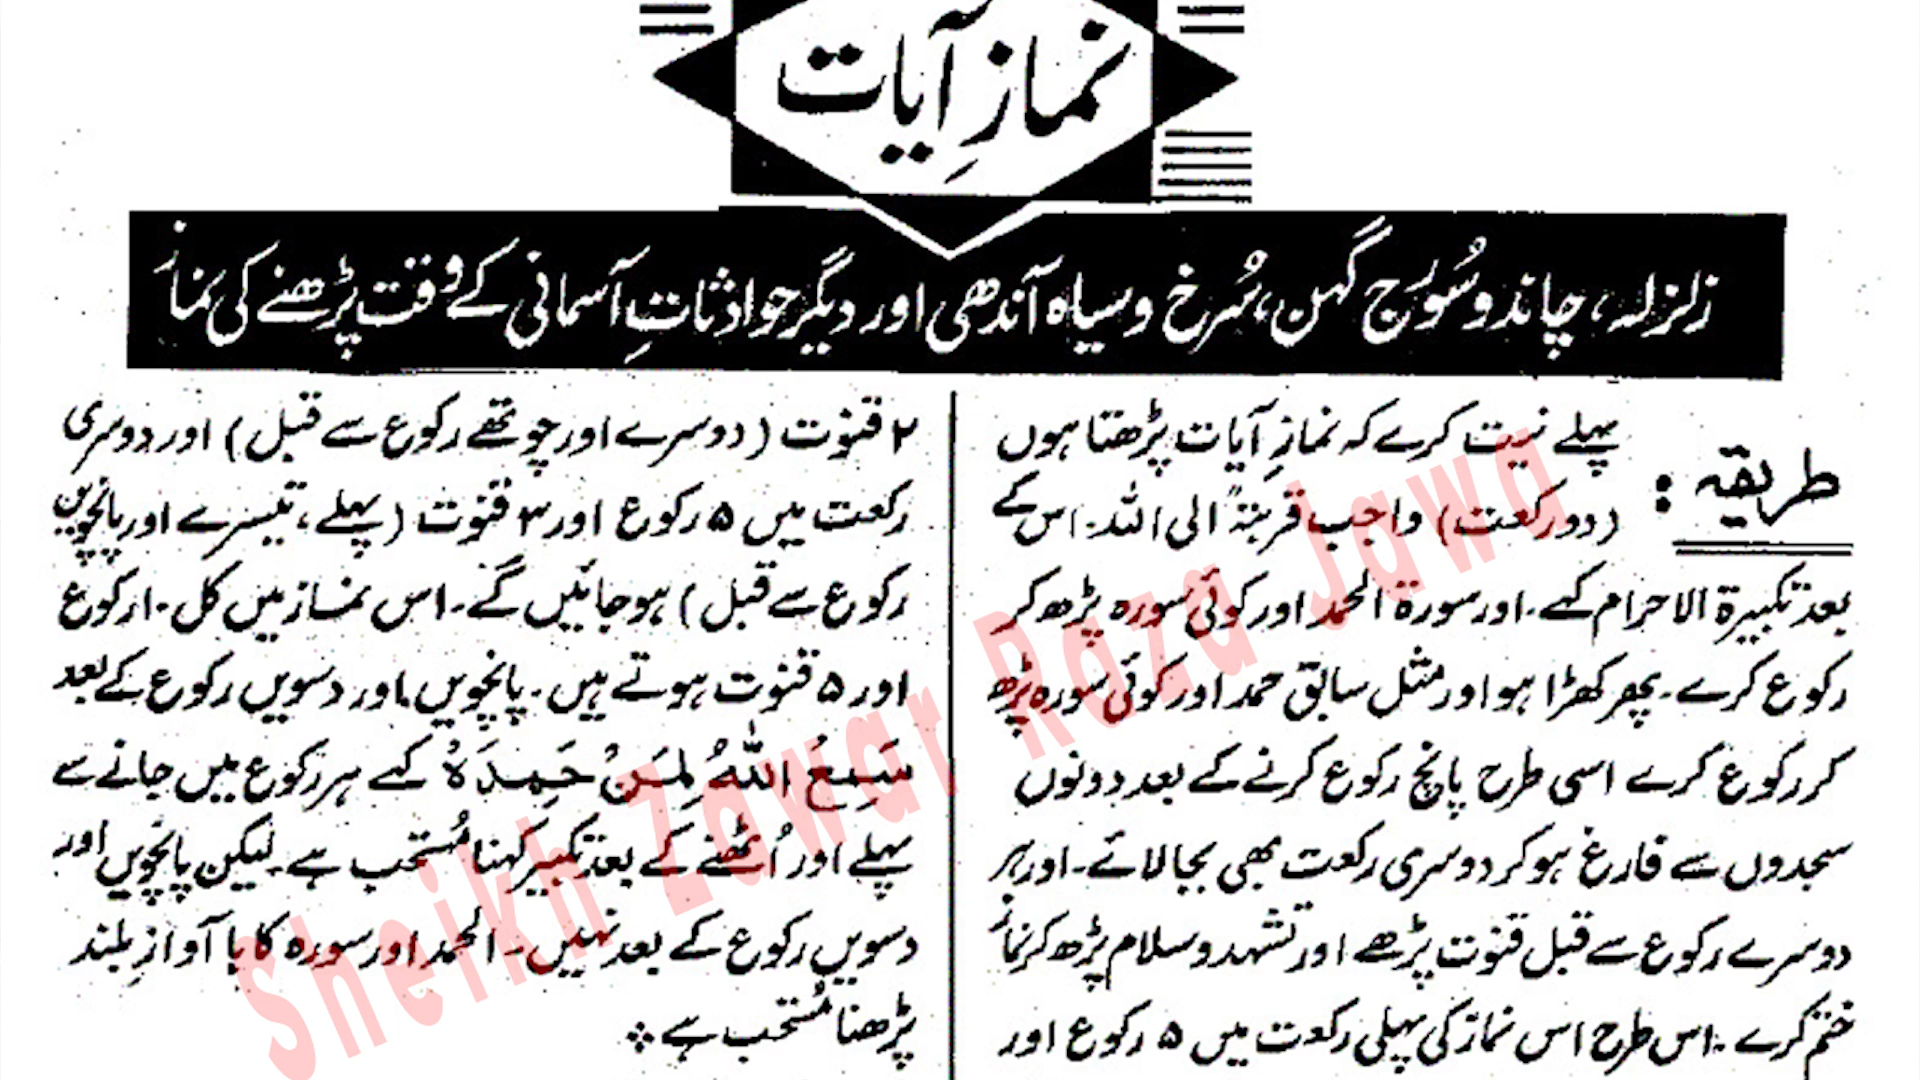 نمازِ آیات
زلزلہ، چاند و سُورج گہن، سُرخ و سیاہ آندھی اور دیگر حوادثاتِ آسمانی کے وقت پڑھنے کی نماز
طریقہ :
پہلے نیت کرے کہ نمازِ آیات پڑھتا ہوں
(دو رکعت) واجب قربتہً الی اللہ۔ اس کے
بعد تکبیرۃ الاحرام کہے۔ اور سورۃ الحمد اور کوئی سورہ پڑھ کر
رکوع کرے۔ پھر کھڑا ہو اور مثل سابق حمد اور کوئی سورہ پڑھ
کر رکوع کرے اسی طرح پانچ رکوع کرنے کے بعد دونوں
سجدوں سے فارغ ہو کر دوسری رکعت بھی بجا لائے۔ اور ہر
دوسرے رکوع سے قبل قنوت پڑھے اور تشہد و سلام پڑھ کر نماز
ختم کرے۔ اس طرح اس نماز کی پہلی رکعت میں ۵ رکوع اور
۲ قنوت (دوسرے اور چوتھے رکوع سے قبل) اور دوسری
رکعت میں ۵ رکوع اور ۳ قنوت (پہلے، تیسرے اور پانچویں
رکوع سے قبل) ہو جائیں گے۔ اس نماز میں کل ۱۰ رکوع
اور ۵ قنوت ہوتے ہیں۔ پانچویں اور دسویں رکوع کے بعد
سَمِعَ اللهُ لِمَنْ حَمِدَهُ کہے ہر رکوع میں جانے سے
پہلے اور اُٹھنے کے بعد تکبیر کہنا مُستحب ہے۔ لیکن پانچویں اور
دسویں رکوع کے بعد نہیں۔ الحمد اور سورہ کا با آوازِ بلند
پڑھنا مُستحب ہے
Sheikh Zawar Raza Jawa